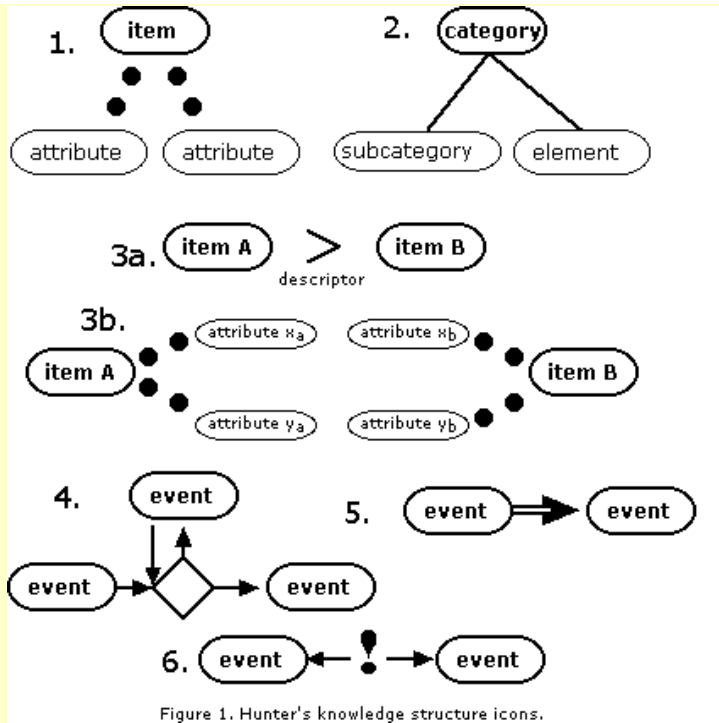 1. item
attribute attribute
2. category
subcategory element
3a. item A > item B
descriptor
3b.
attribute xa attribute xb
item A item B
attribute ya attribute yb
4. event
event event
5. event event
6. event ! event
Figure 1. Hunter's knowledge structure icons.